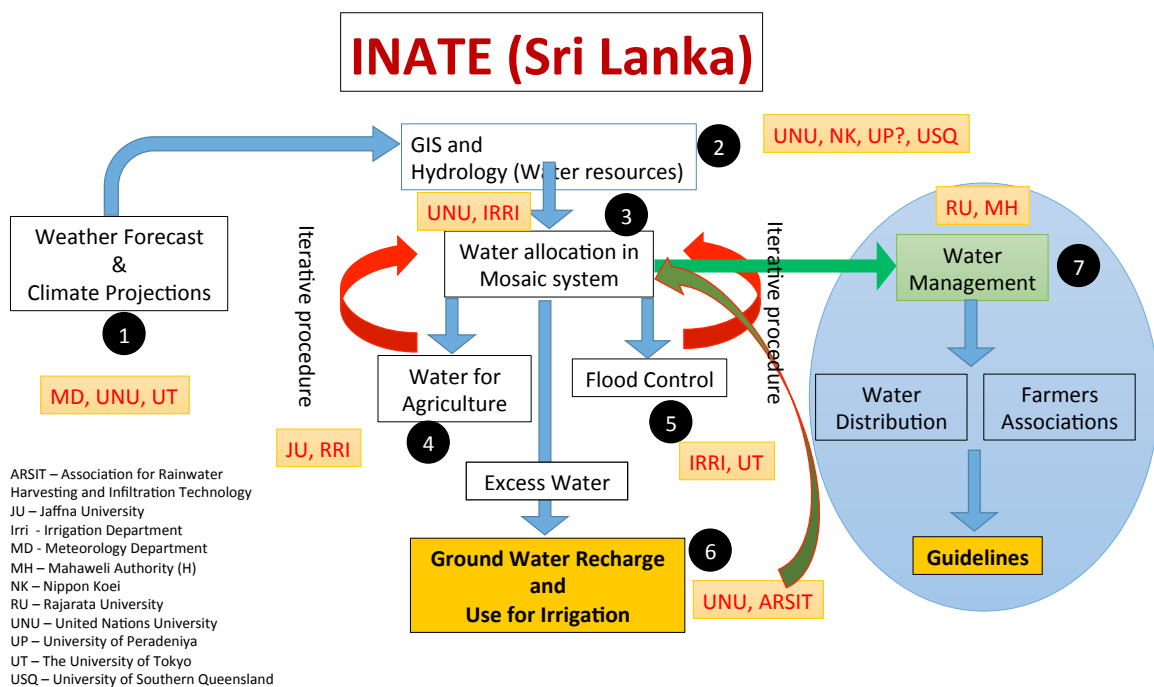 INATE (Sri Lanka)
GIS and
Hydrology (Water resources)
2
UNU, NK, UP?, USQ
Weather Forecast
&
Climate Projections
1
MD, UNU, UT
UNU, IRRI
3
Water allocation in
Mosaic system
Iterative procedure
Iterative procedure
RU, MH
Water
Management
7
Water for
Agriculture
4
JU, RRI
Flood Control
5
IRRI, UT
Water
Distribution
Farmers
Associations
Excess Water
Ground Water Recharge
and
Use for Irrigation
6
UNU, ARSIT
Guidelines
ARSIT – Association for Rainwater
Harvesting and Infiltration Technology
JU – Jaffna University
Irri - Irrigation Department
MD - Meteorology Department
MH – Mahaweli Authority (H)
NK – Nippon Koei
RU – Rajarata University
UNU – United Nations University
UP – University of Peradeniya
UT – The University of Tokyo
USQ – University of Southern Queensland